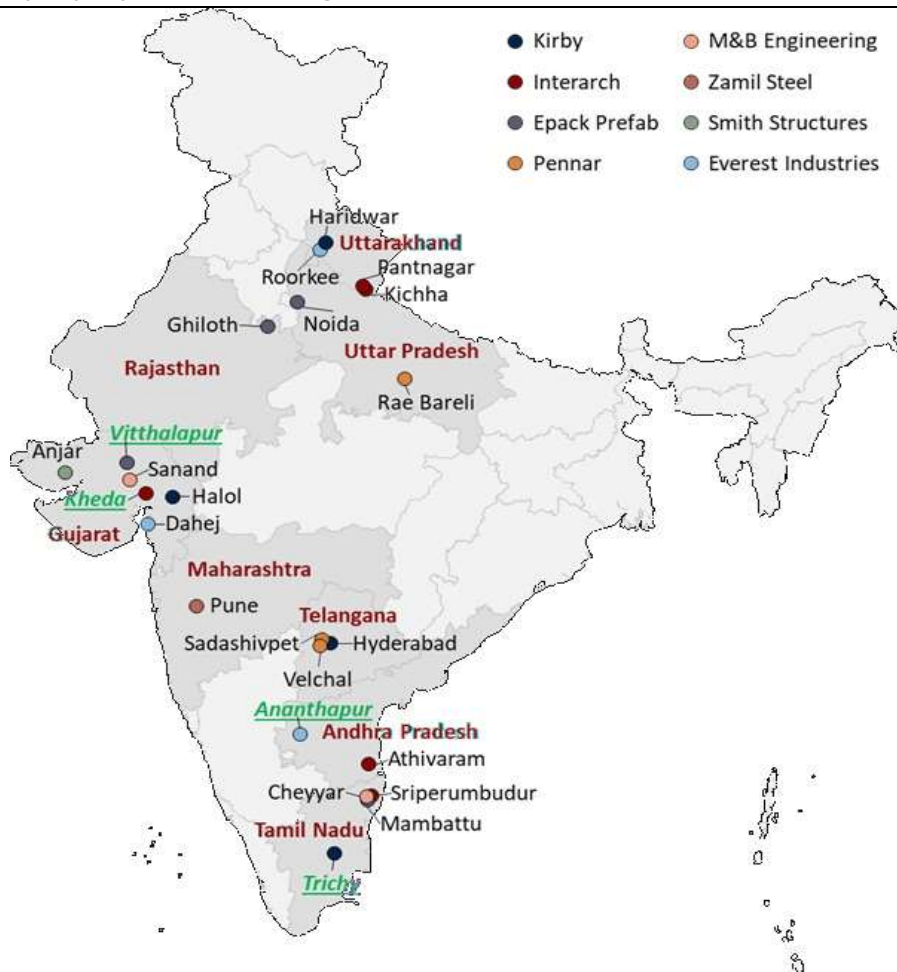 Kirby
M&B Engineering
Interarch
Zamil Steel
Epack Prefab
Smith Structures
Pennar
Everest Industries
Haridwar
Uttarakhand
Roorkee
Pantnagar
Kichha
Ghiloth
Noida
Uttar Pradesh
Rajasthan
Rae Bareli
Vitthalapur
Anjar
Sanand
Kheda
Halol
Gujarat
Dahej
Maharashtra
Pune
Telangana
Sadashivpet
Hyderabad
Velchal
Ananthapur
Andhra Pradesh
Athivaram
Cheyyar
Sriperumbudur
Mambattu
Tamil Nadu
Trichy